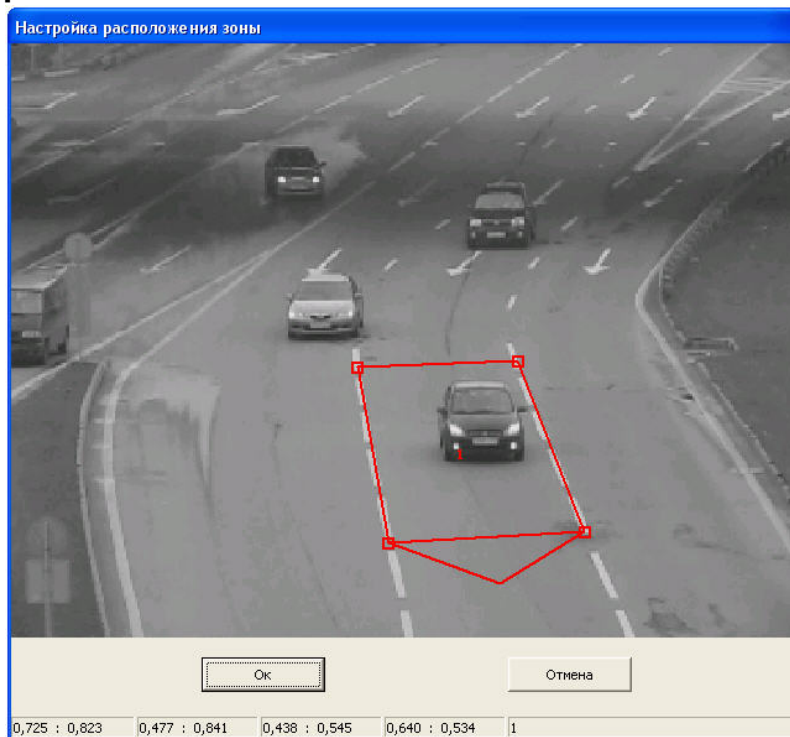 Настройка расположения зоны
1
Ок
Отмена
0,725 : 0,823
0,477 : 0,841
0,438 : 0,545
0,640 : 0,534
1